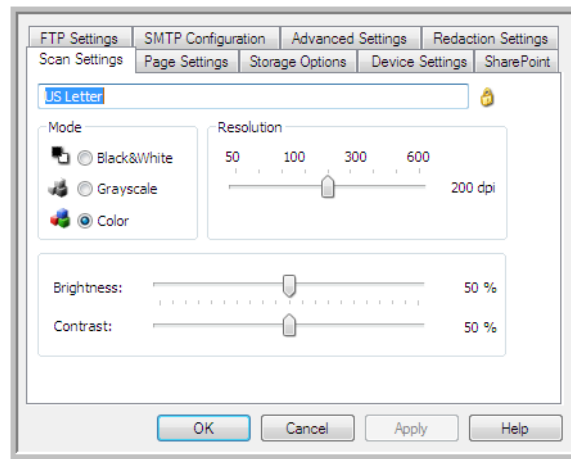 FTP Settings SMTP Configuration Advanced Settings Redaction Settings
Scan Settings Page Settings Storage Options Device Settings SharePoint
US Letter
Mode Resolution
Black&White 50 100 300 600
Grayscale 200 dpi
Color
Brightness: 50 %
Contrast: 50 %
OK Cancel Apply Help